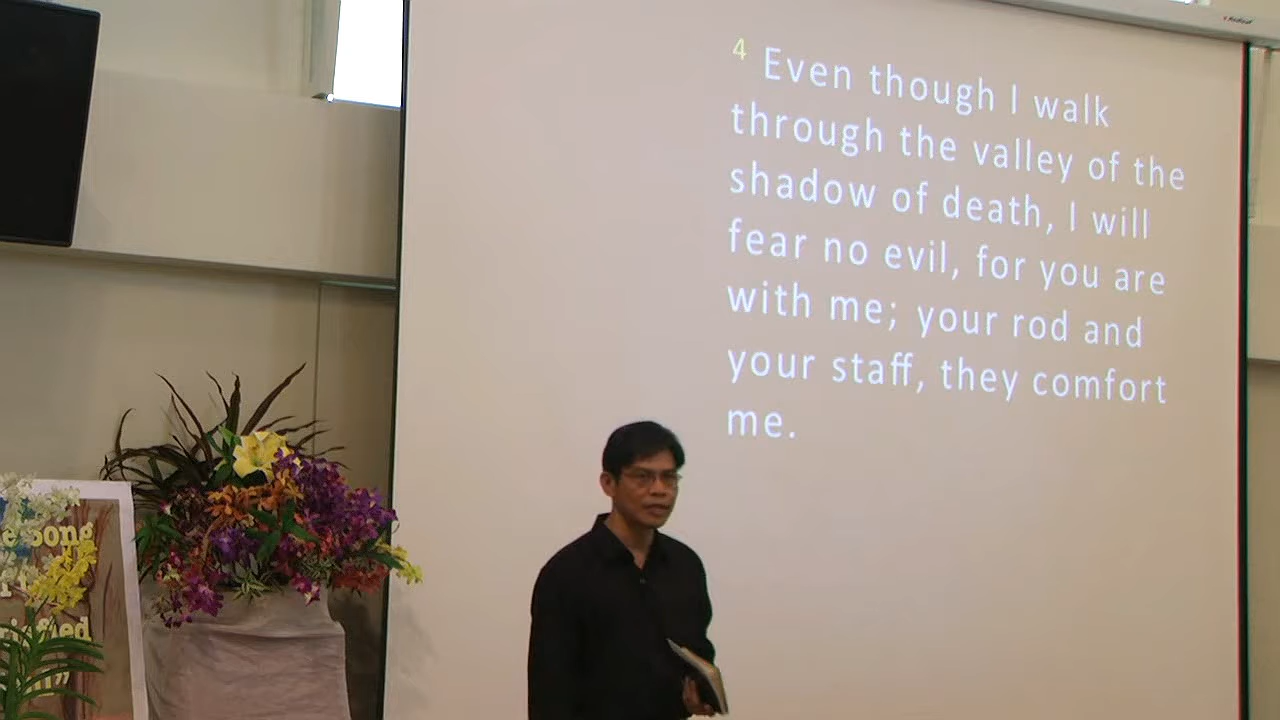 4 Even though I walk
through the valley of the
shadow of death, I will
fear no evil, for you are
with me; your rod and
your staff, they comfort
me.
Song